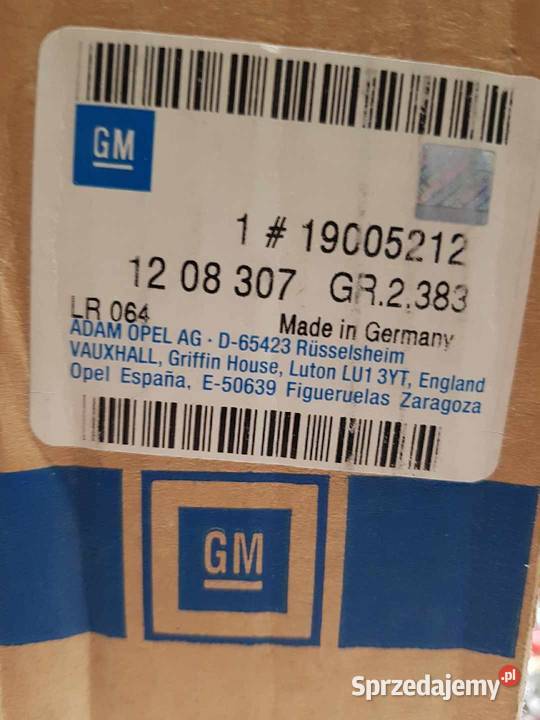 GM
1 # 19005212
12 08 307 GR.2,383
LR 064
Made in Germany
ADAM OPEL AG · D-65423 Rüsselsheim
VAUXHALL, Griffin House, Luton LU1 3YT, England
Opel España, E-50639 Figueruelas Zaragoza
GM
Sprzedajemy.pl